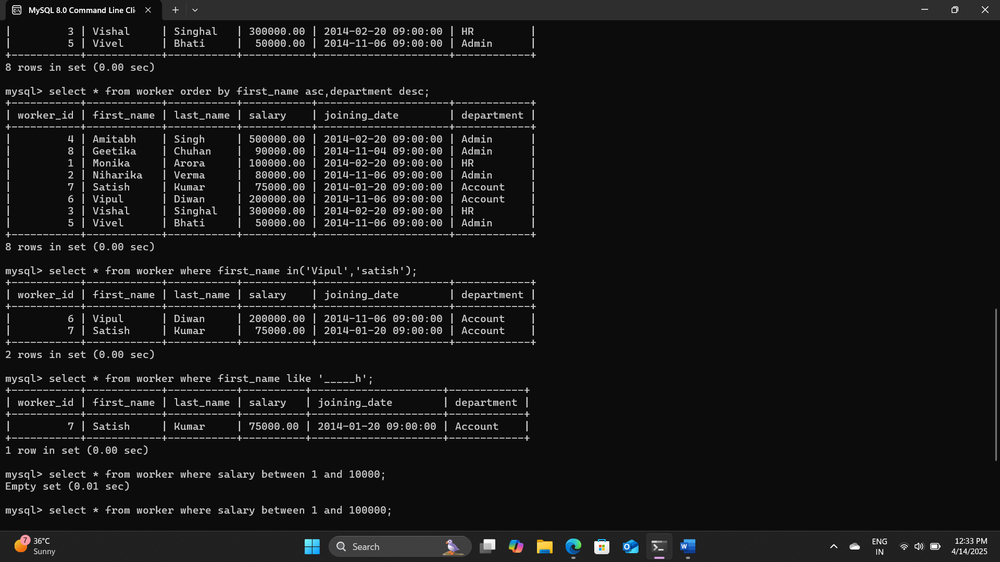 MySQL 8.0 Command Line Cli
|         3 | Vishal     | Singhal   | 300000.00 | 2014-02-20 09:00:00 | HR         |
|         5 | Vivel      | Bhati     |  50000.00 | 2014-11-06 09:00:00 | Admin      |
+-----------+------------+-----------+-----------+---------------------+------------+
8 rows in set (0.00 sec)
mysql> select * from worker order by first_name asc,department desc;
+-----------+------------+-----------+-----------+---------------------+------------+
| worker_id | first_name | last_name | salary    | joining_date        | department |
+-----------+------------+-----------+-----------+---------------------+------------+
|         4 | Amitabh    | Singh     | 500000.00 | 2014-02-20 09:00:00 | Admin      |
|         8 | Geetika    | Chuhan    |  90000.00 | 2014-11-04 09:00:00 | Admin      |
|         1 | Monika     | Arora     | 100000.00 | 2014-02-20 09:00:00 | HR         |
|         2 | Niharika   | Verma     |  80000.00 | 2014-11-06 09:00:00 | Admin      |
|         7 | Satish     | Kumar     |  75000.00 | 2014-01-20 09:00:00 | Account    |
|         6 | Vipul      | Diwan     | 200000.00 | 2014-11-06 09:00:00 | Account    |
|         3 | Vishal     | Singhal   | 300000.00 | 2014-02-20 09:00:00 | HR         |
|         5 | Vivel      | Bhati     |  50000.00 | 2014-11-06 09:00:00 | Admin      |
+-----------+------------+-----------+-----------+---------------------+------------+
8 rows in set (0.00 sec)
mysql> select * from worker where first_name in('Vipul','satish');
+-----------+------------+-----------+-----------+---------------------+------------+
| worker_id | first_name | last_name | salary    | joining_date        | department |
+-----------+------------+-----------+-----------+---------------------+------------+
|         6 | Vipul      | Diwan     | 200000.00 | 2014-11-06 09:00:00 | Account    |
|         7 | Satish     | Kumar     |  75000.00 | 2014-01-20 09:00:00 | Account    |
+-----------+------------+-----------+-----------+---------------------+------------+
2 rows in set (0.00 sec)
mysql> select * from worker where first_name like '_____h';
+-----------+------------+-----------+----------+---------------------+------------+
| worker_id | first_name | last_name | salary   | joining_date        | department |
+-----------+------------+-----------+----------+---------------------+------------+
|         7 | Satish     | Kumar     | 75000.00 | 2014-01-20 09:00:00 | Account    |
+-----------+------------+-----------+----------+---------------------+------------+
1 row in set (0.00 sec)
mysql> select * from worker where salary between 1 and 10000;
Empty set (0.01 sec)
mysql> select * from worker where salary between 1 and 100000;
7
36°C
Sunny
Search
ENG
IN
12:33 PM
4/14/2025